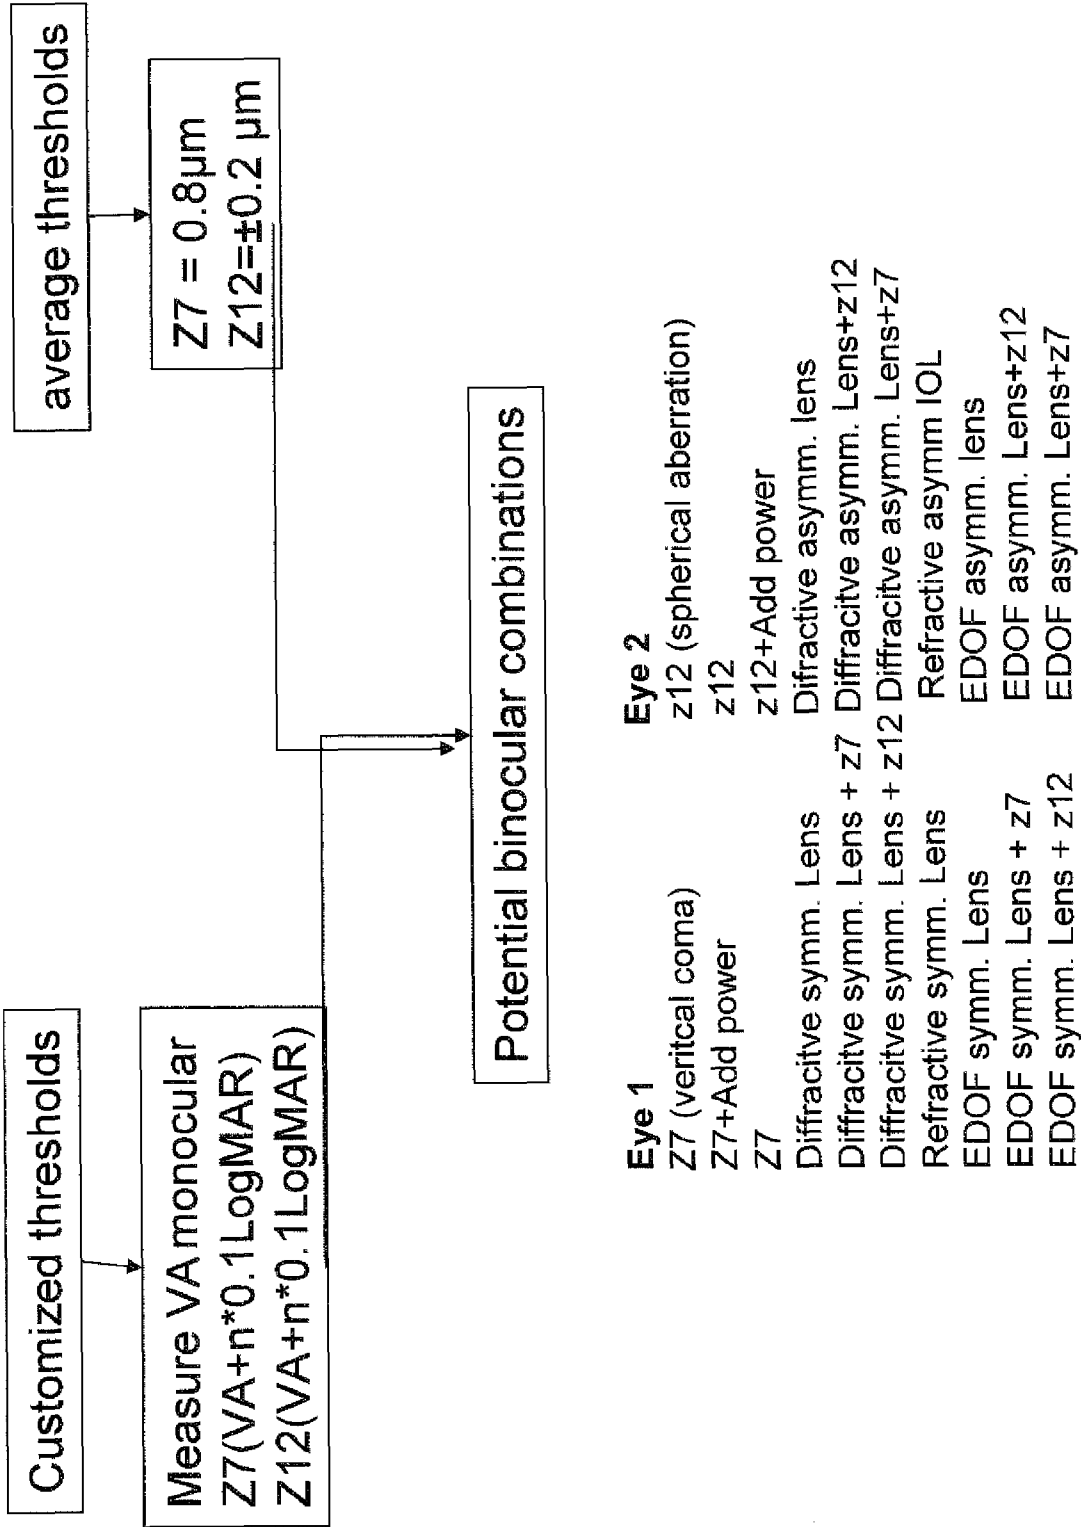 Customized thresholds
average thresholds
Measure VA monocular
Z7(VA+n*0.1LogMAR)
Z12(VA+n*0.1LogMAR)
Z7 = 0.8µm
Z12=±0.2 µm
Potential binocular combinations
Eye 1 Eye 2
Z7 (veritcal coma) z12 (spherical aberration)
Z7+Add power z12
Z7 z12+Add power
Diffracitve symm. Lens Difractive asymm. lens
Diffracitve symm. Lens + z7 Diffracitve asymm. Lens+z12
Diffracitve symm. Lens + z12 Diffracitve asymm. Lens+z7
Refractive symm. Lens Refractive asymm IOL
EDOF symm. Lens EDOF asymm. lens
EDOF symm. Lens + z7 EDOF asymm. Lens+z12
EDOF symm. Lens + z12 EDOF asymm. Lens+z7